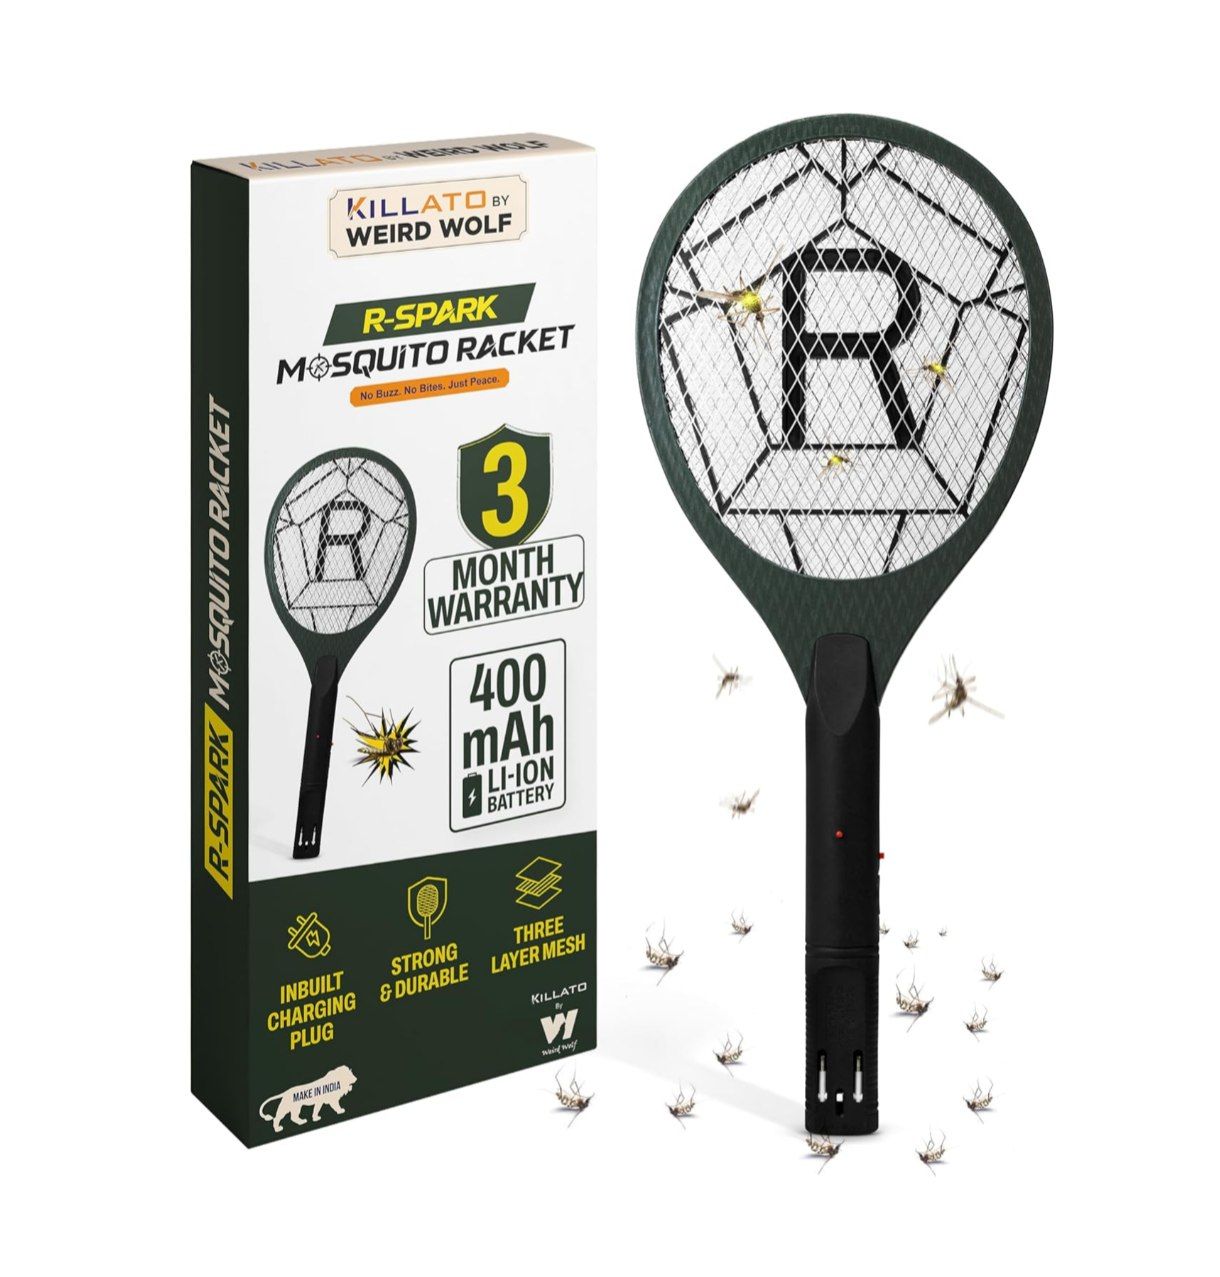 KILLATO BY WEIRD WOLF
KILLATO BY
WEIRD WOLF
R-SPARK
MOSQUITO RACKET
No Buzz. No Bites. Just Peace.
3
MONTH
WARRANTY
400
mAh
LI-ION
BATTERY
INBUILT
CHARGING
PLUG
STRONG
& DURABLE
THREE
LAYER MESH
KILLATO
By
Weird Wolf
MAKE IN INDIA
R-SPARK MOSQUITO RACKET
R
R